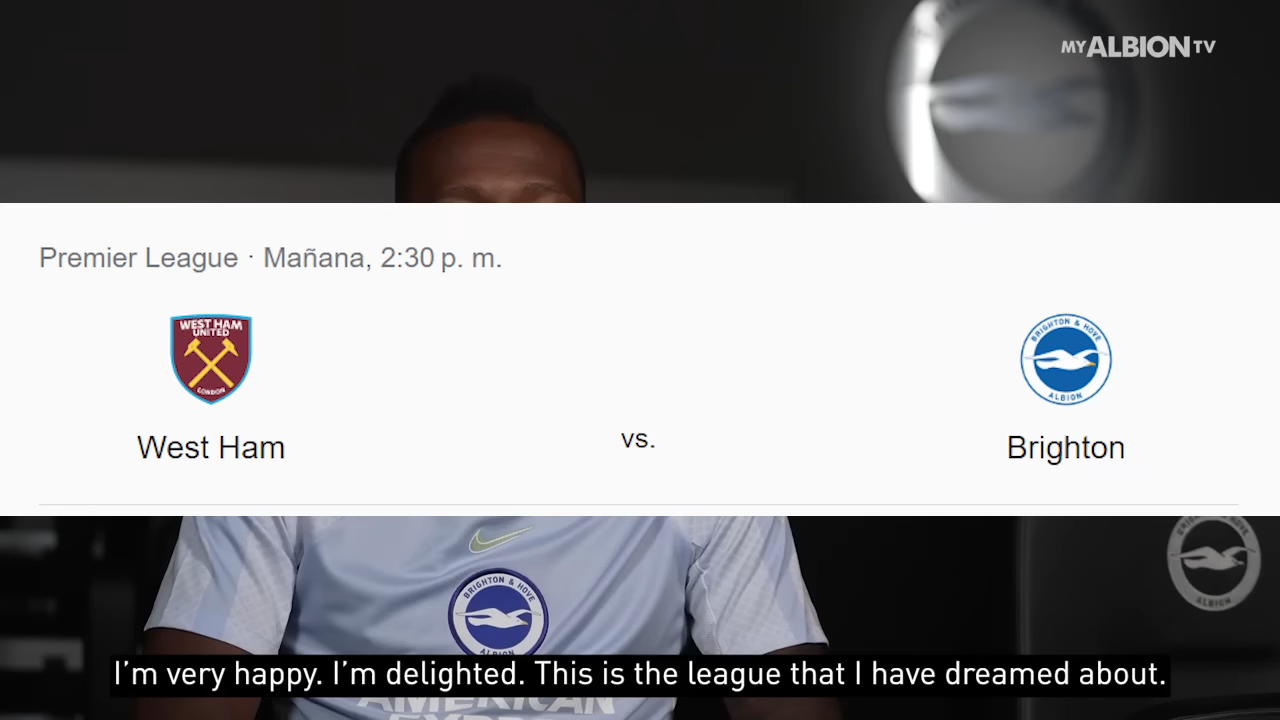 MYALBIONTV
Premier League · Mañana, 2:30 p. m.
WEST HAM
UNITED
LONDON
BRIGHTON & HOVE
ALBION
West Ham
vs.
Brighton
BRIGHTON & HOVE
ALBION
I'm very happy. I'm delighted. This is the league that I have dreamed about.
AMERICAN